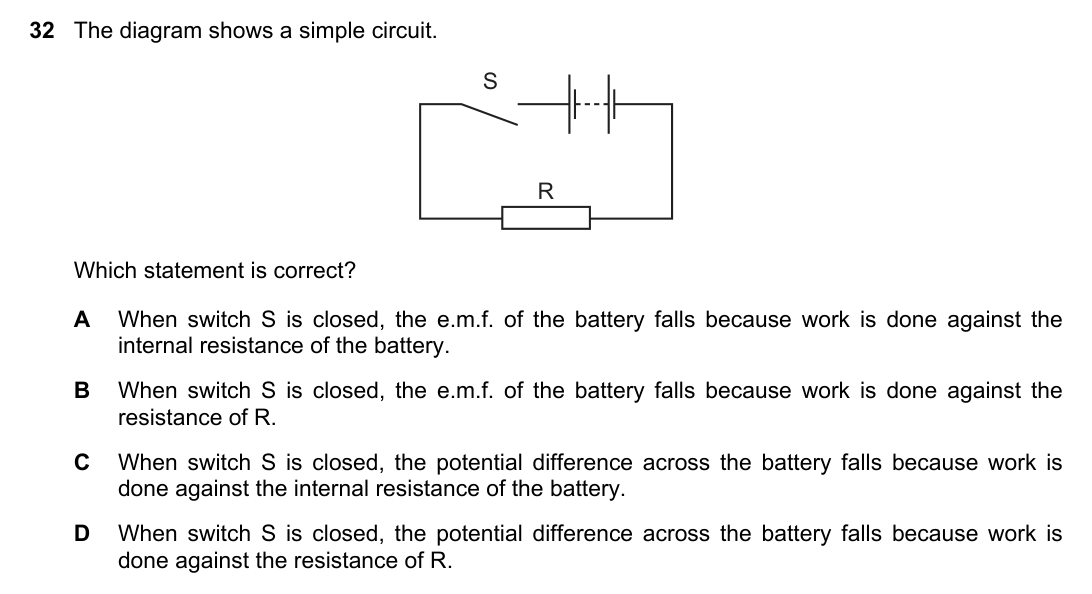 32 The diagram shows a simple circuit.
S
R
Which statement is correct?
A When switch S is closed, the e.m.f. of the battery falls because work is done against the
internal resistance of the battery.
B When switch S is closed, the e.m.f. of the battery falls because work is done against the
resistance of R.
C When switch S is closed, the potential difference across the battery falls because work is
done against the internal resistance of the battery.
D When switch S is closed, the potential difference across the battery falls because work is
done against the resistance of R.